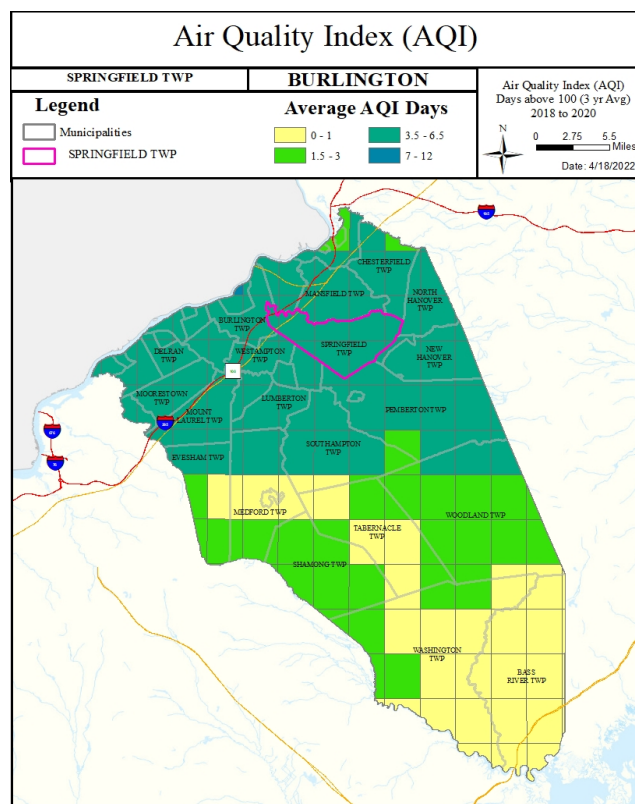 Air Quality Index (AQI)
SPRINGFIELD TWP
BURLINGTON
Legend
Municipalities
SPRINGFIELD TWP
Average AQI Days
0 - 1
3.5 - 6.5
1.5 - 3
7 - 12
Air Quality Index (AQI)
Days above 100 (3 yr Avg)
2018 to 2020
N
0 2.75 5.5
Miles
Date: 4/18/2022
CHESTERFIELD
TWP
MANSFIELD TWP
NORTH
HANOVER TWP
BURLINGTON
TWP
SPRINGFIELD
TWP
DELRAN
TWP
WESTAMPTON
TWP
NEW
HANOVER
TWP
MOORESTOWN
TWP
LUMBERTON
TWP
MOUNT
LAUREL TWP
PEMBERTON TWP
EVESHAM TWP
SOUTHAMPTON
TWP
MEDFORD TWP
WOODLAND TWP
TABERNACLE
TWP
SHAMONG TWP
WASHINGTON
TWP
BASS
RIVER TWP